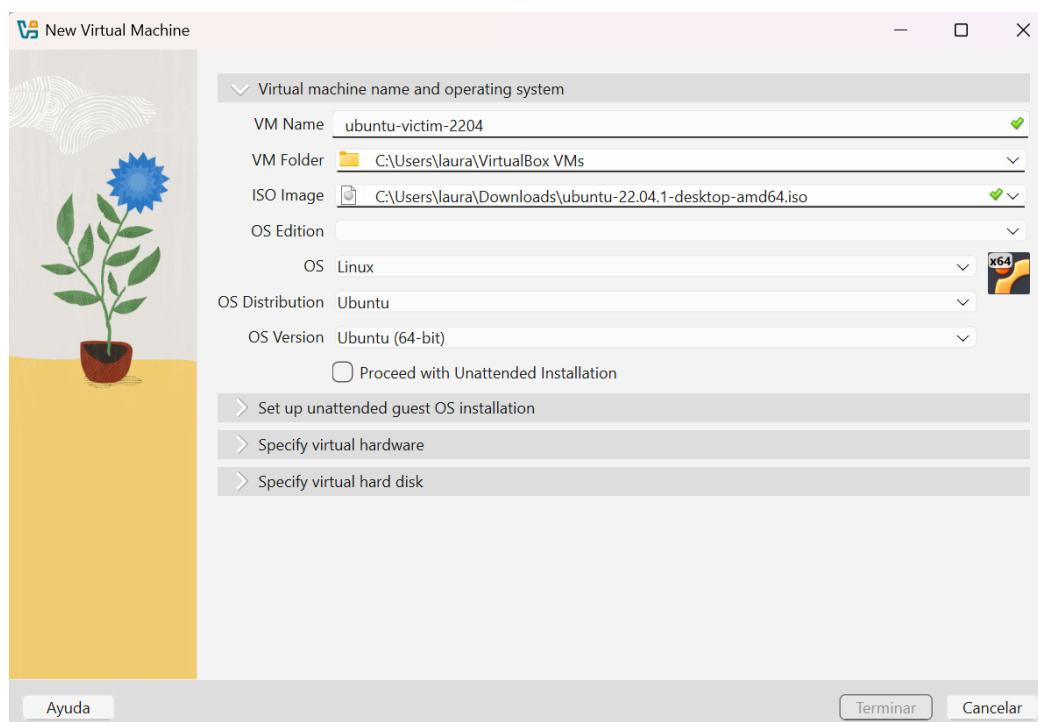 New Virtual Machine
Virtual machine name and operating system
VM Name ubuntu-victim-2204
VM Folder C:\Users\laura\VirtualBox VMs
ISO Image C:\Users\laura\Downloads\ubuntu-22.04.1-desktop-amd64.iso
OS Edition
OS Linux
x64
OS Distribution Ubuntu
OS Version Ubuntu (64-bit)
Proceed with Unattended Installation
Set up unattended guest OS installation
Specify virtual hardware
Specify virtual hard disk
Ayuda Terminar Cancelar